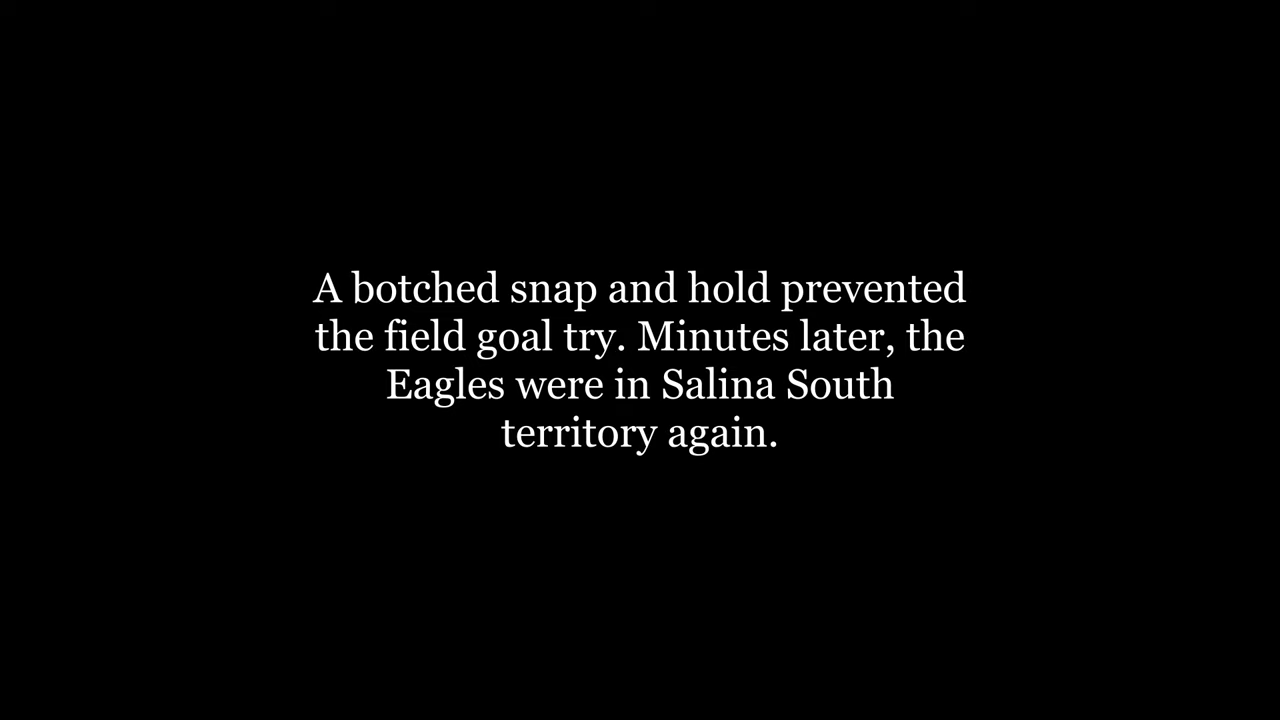 A botched snap and hold prevented
the field goal try. Minutes later, the
Eagles were in Salina South
territory again.